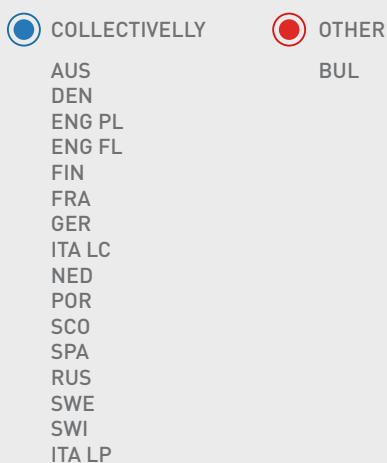 COLLECTIVELLY
AUS
DEN
ENG PL
ENG FL
FIN
FRA
GER
ITA LC
NED
POR
SCO
SPA
RUS
SWE
SWI
ITA LP
OTHER
BUL